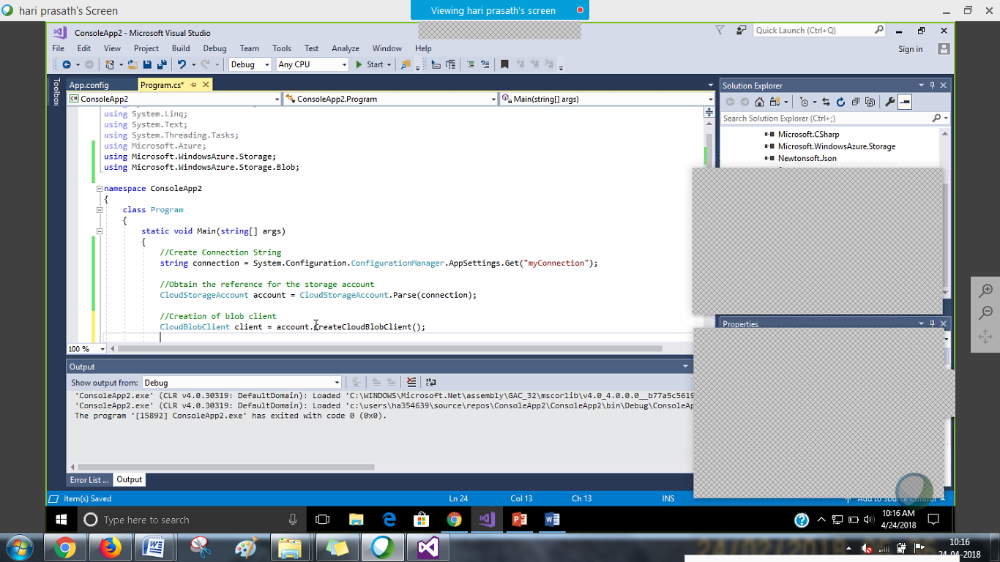 hari prasath's Screen
Viewing hari prasath's screen
ConsoleApp2 - Microsoft Visual Studio
Quick Launch (Ctrl+Q)
File Edit View Project Build Debug Team Tools Test Analyze Window Help
Sign in
Debug Any CPU Start
Toolbox
App.config Program.cs*
ConsoleApp2 ConsoleApp2.Program Main(string[] args)
using System.Linq;
using System.Text;
using System.Threading.Tasks;
using Microsoft.Azure;
using Microsoft.WindowsAzure.Storage;
using Microsoft.WindowsAzure.Storage.Blob;
namespace ConsoleApp2
{
class Program
{
static void Main(string[] args)
{
//Create Connection String
string connection = System.Configuration.ConfigurationManager.AppSettings.Get("myConnection");
//Obtain the reference for the storage account
CloudStorageAccount account = CloudStorageAccount.Parse(connection);
//Creation of blob client
CloudBlobClient client = account.CreateCloudBlobClient();
100 %
Solution Explorer
Search Solution Explorer (Ctrl+;)
Microsoft.CSharp
Microsoft.WindowsAzure.Storage
Newtonsoft.Json
Properties
Output
Show output from: Debug
'ConsoleApp2.exe' (CLR v4.0.30319: DefaultDomain): Loaded 'C:\WINDOWS\Microsoft.Net\assembly\GAC_32\mscorlib\v4.0_4.0.0.0__b77a5c5619
'ConsoleApp2.exe' (CLR v4.0.30319: DefaultDomain): Loaded 'c:\users\ha354639\source\repos\ConsoleApp2\ConsoleApp2\bin\Debug\ConsoleAp
The program '[15892] ConsoleApp2.exe' has exited with code 0 (0x0).
Error List ... Output
Item(s) Saved Ln 24 Col 13 Ch 13 INS Add to Source Control
Type here to search
10:16 AM
4/24/2018
10:16
24-04-2018